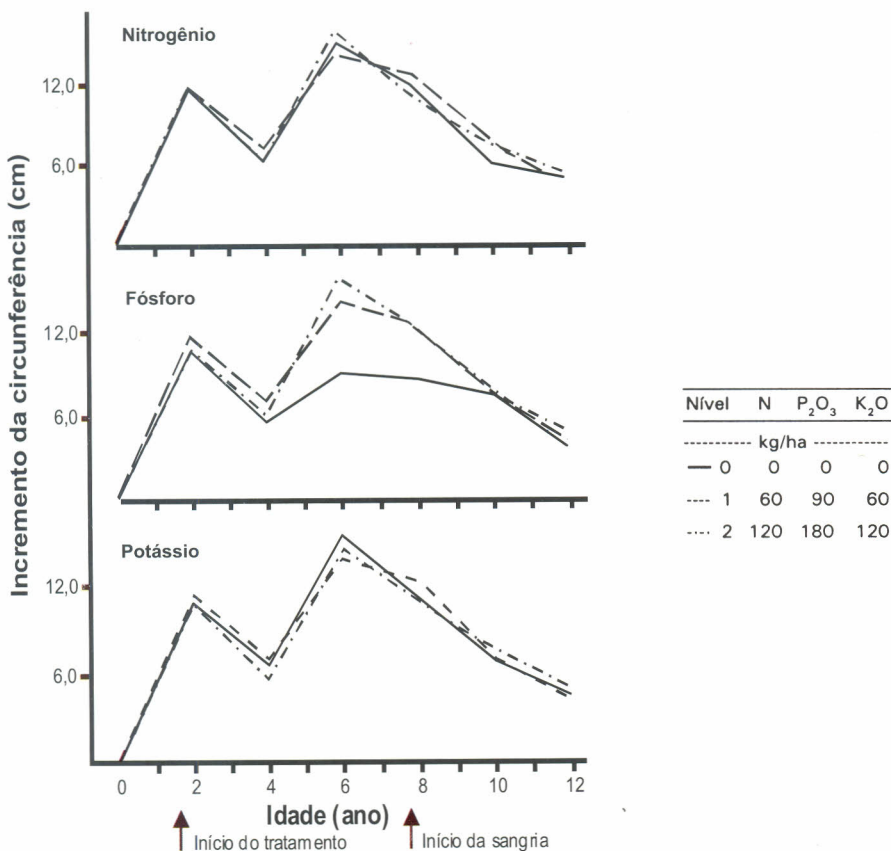 Incremento da circunferência (cm)
Nitrogênio
12,0
6,0
Fósforo
12,0
6,0
Potássio
12,0
6,0
0 2 4 6 8 10 12
Idade (ano)
Início do tratamento Início da sangria
Nível N P₂O₃ K₂O
kg/ha
0 0 0 0
1 60 90 60
2 120 180 120